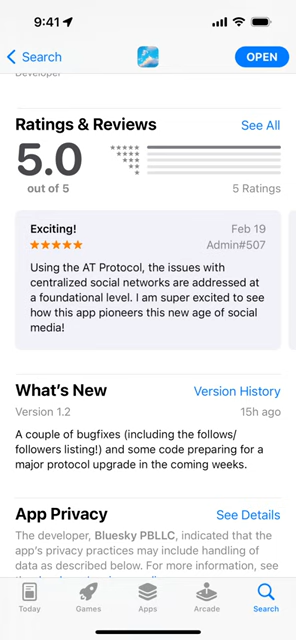 9:41
Search
OPEN
Developer
Ratings & Reviews
See All
5.0
out of 5
5 Ratings
Exciting!
Feb 19
Admin#507
Using the AT Protocol, the issues with
centralized social networks are addressed at
a foundational level. I am super excited to see
how this app pioneers this new age of social
media!
What's New
Version History
Version 1.2
15h ago
A couple of bugfixes (including the follows/
followers listing!) and some code preparing for a
major protocol upgrade in the coming weeks.
App Privacy
See Details
The developer, Bluesky PBLLC, indicated that the
app's privacy practices may include handling of
data as described below. For more information, see
Today
Games
Apps
Arcade
Search